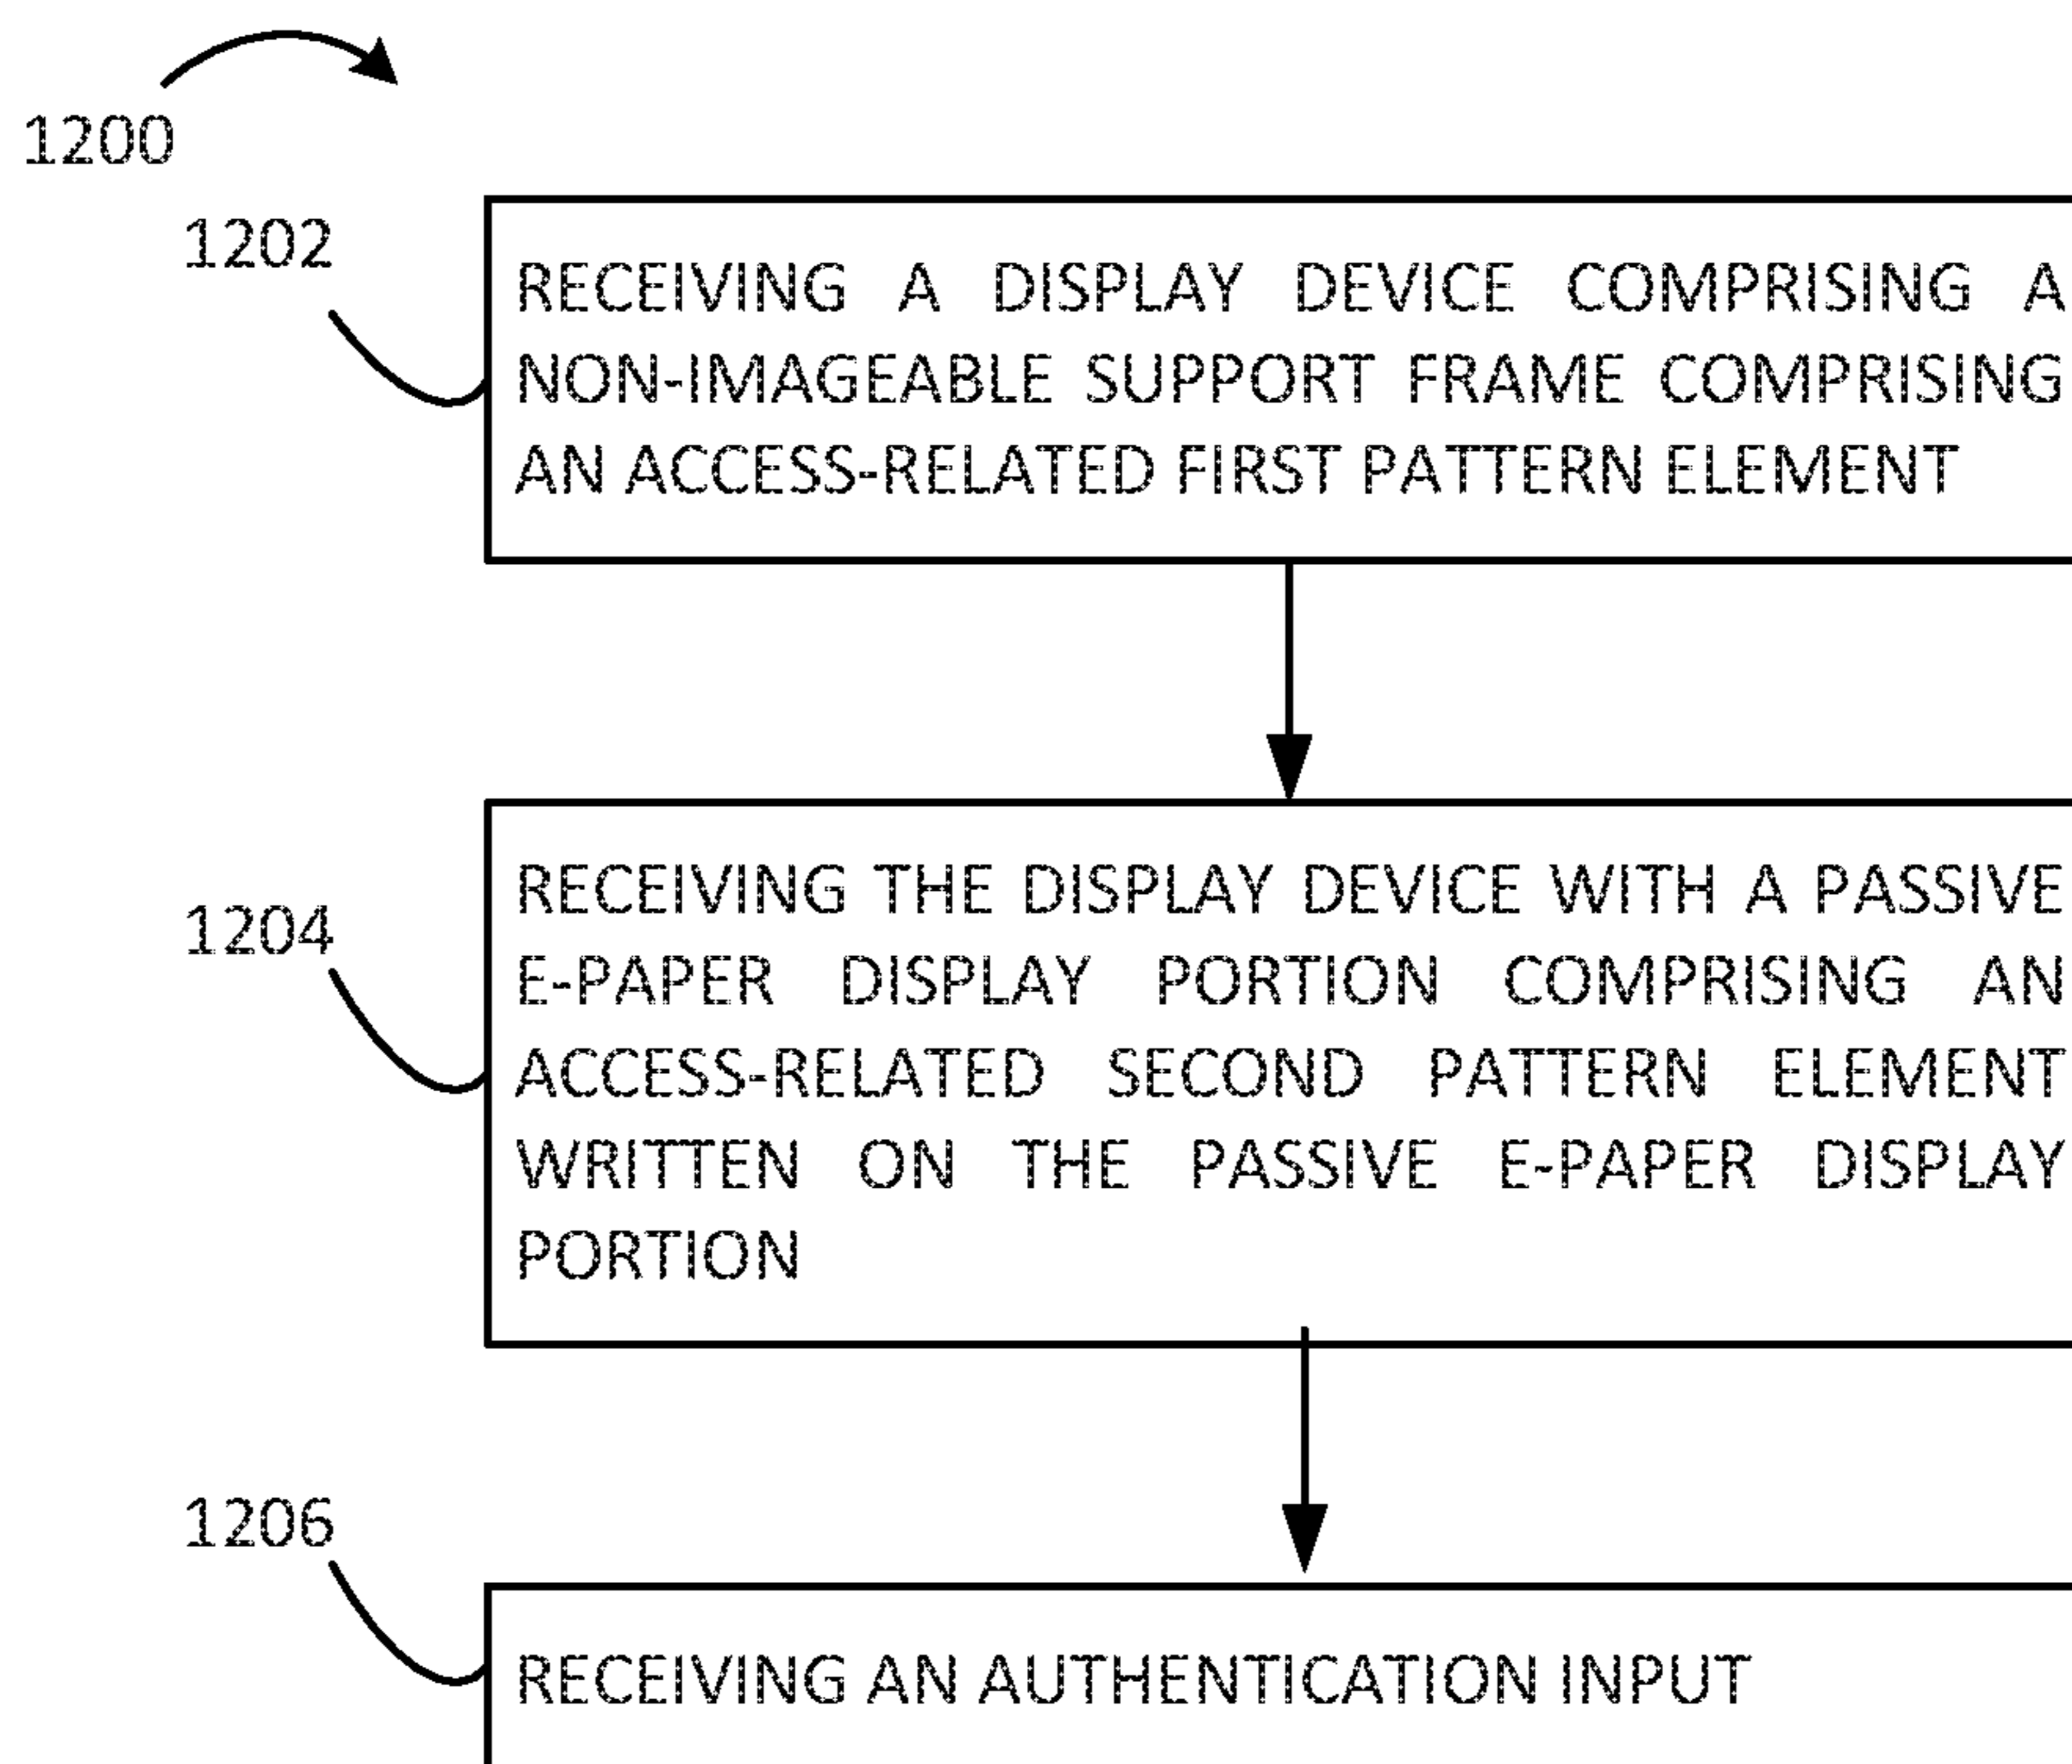 1200
1202
RECEIVING A DISPLAY DEVICE COMPRISING A
NON-IMAGEABLE SUPPORT FRAME COMPRISING
AN ACCESS-RELATED FIRST PATTERN ELEMENT
1204
RECEIVING THE DISPLAY DEVICE WITH A PASSIVE
E-PAPER DISPLAY PORTION COMPRISING AN
ACCESS-RELATED SECOND PATTERN ELEMENT
WRITTEN ON THE PASSIVE E-PAPER DISPLAY
PORTION
1206
RECEIVING AN AUTHENTICATION INPUT